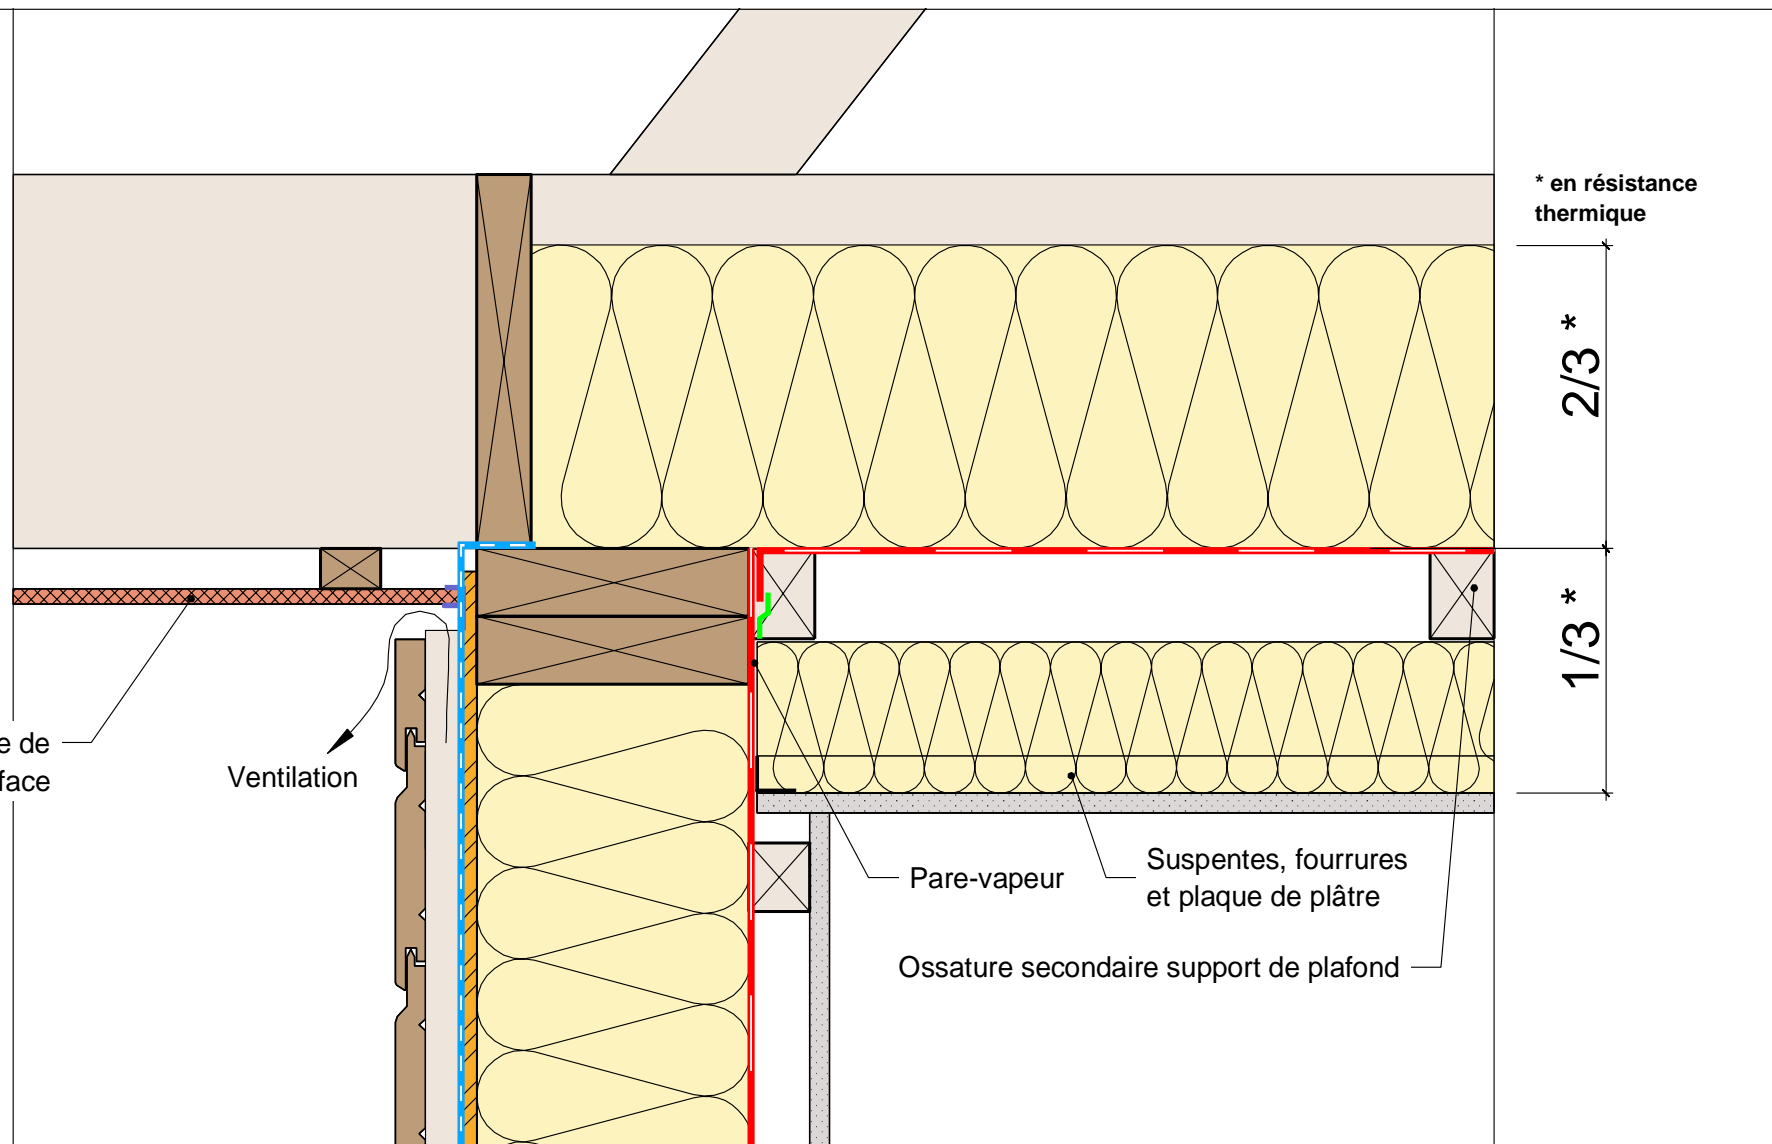 * en résistance
thermique
2/3 *
1/3 *
e de
face
Ventilation
Pare-vapeur
Suspentes, fourrures
et plaque de plâtre
Ossature secondaire support de plafond